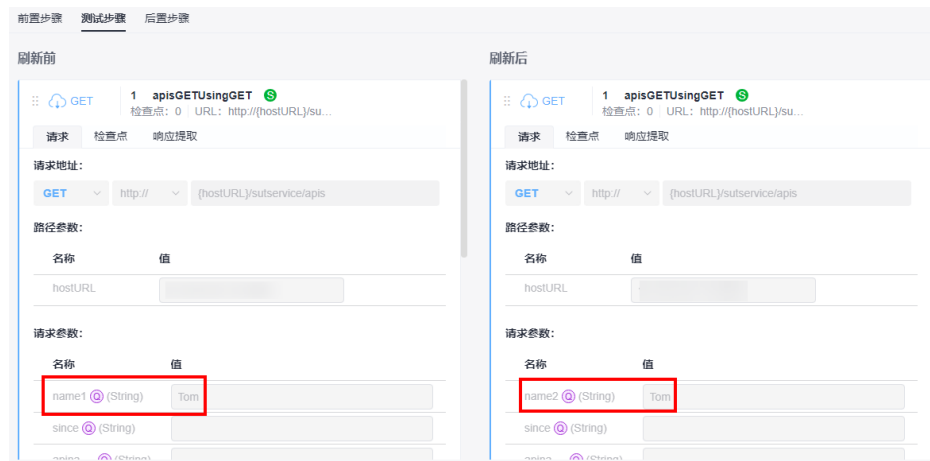 前置步骤 测试步骤 后置步骤
刷新前
GET 1 apisGETUsingGET S
检查点: 0 URL: http://{hostURL}/su...
请求 检查点 响应提取
请求地址:
GET http:// {hostURL}/sutservice/apis
路径参数:
名称 值
hostURL
请求参数:
名称 值
name1 Q (String) Tom
since Q (String)
apina... Q (String)
刷新后
GET 1 apisGETUsingGET S
检查点: 0 URL: http://{hostURL}/su...
请求 检查点 响应提取
请求地址:
GET http:// {hostURL}/sutservice/apis
路径参数:
名称 值
hostURL
请求参数:
名称 值
name2 Q (String) Tom
since Q (String)
apina... Q (String)